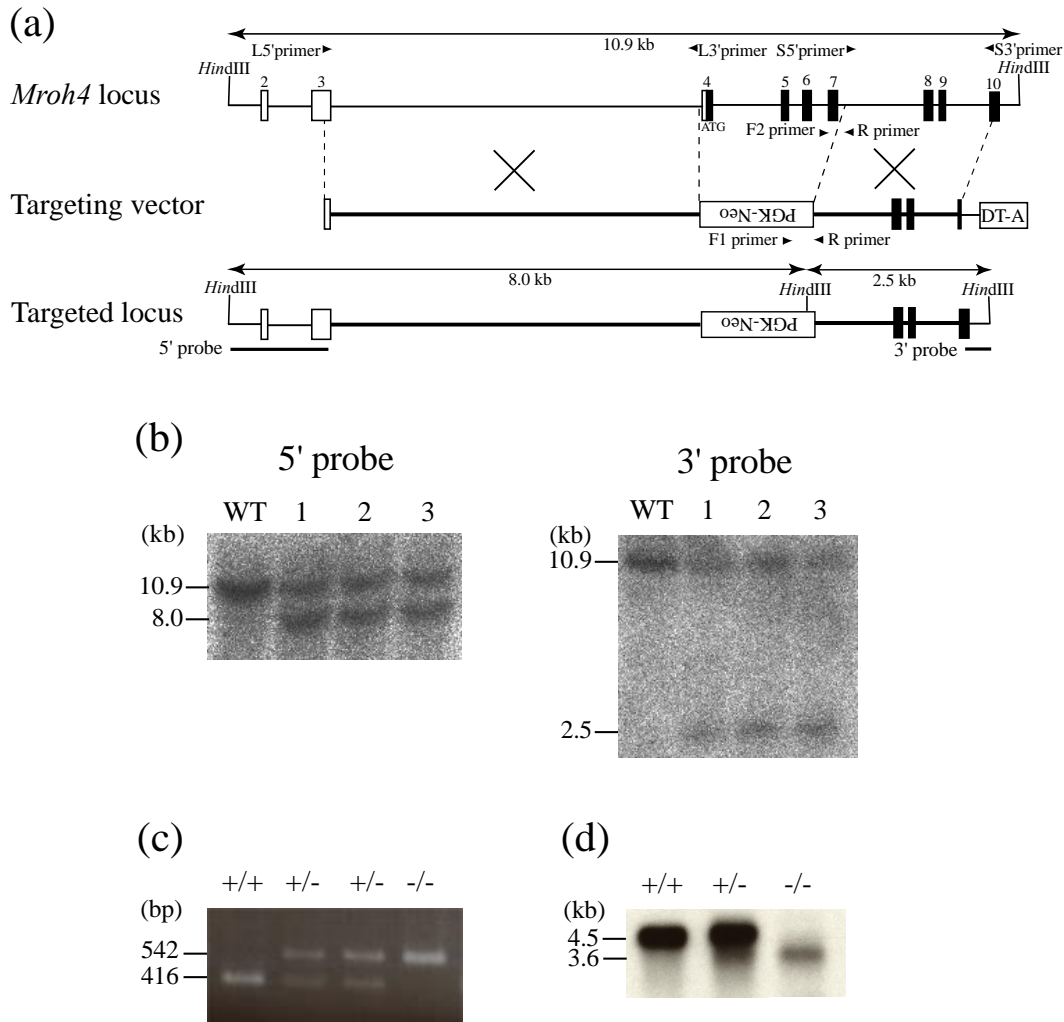 (a)
10.9 kb
L5'primer L3'primer S5'primer S3'primer
HindIII HindIII
2 3 4 5 6 7 8 9 10
Mroh4 locus
ATG
F2 primer R primer
Targeting vector
PGK-Neo
DT-A
F1 primer R primer
8.0 kb 2.5 kb
HindIII HindIII HindIII
Targeted locus
PGK-Neo
5' probe 3' probe
(b)
5' probe
WT 1 2 3
(kb)
10.9
8.0
3' probe
WT 1 2 3
(kb)
10.9
2.5
(c)
+/+ +/- +/- -/-
(bp)
542
416
(d)
+/+ +/- -/-
(kb)
4.5
3.6